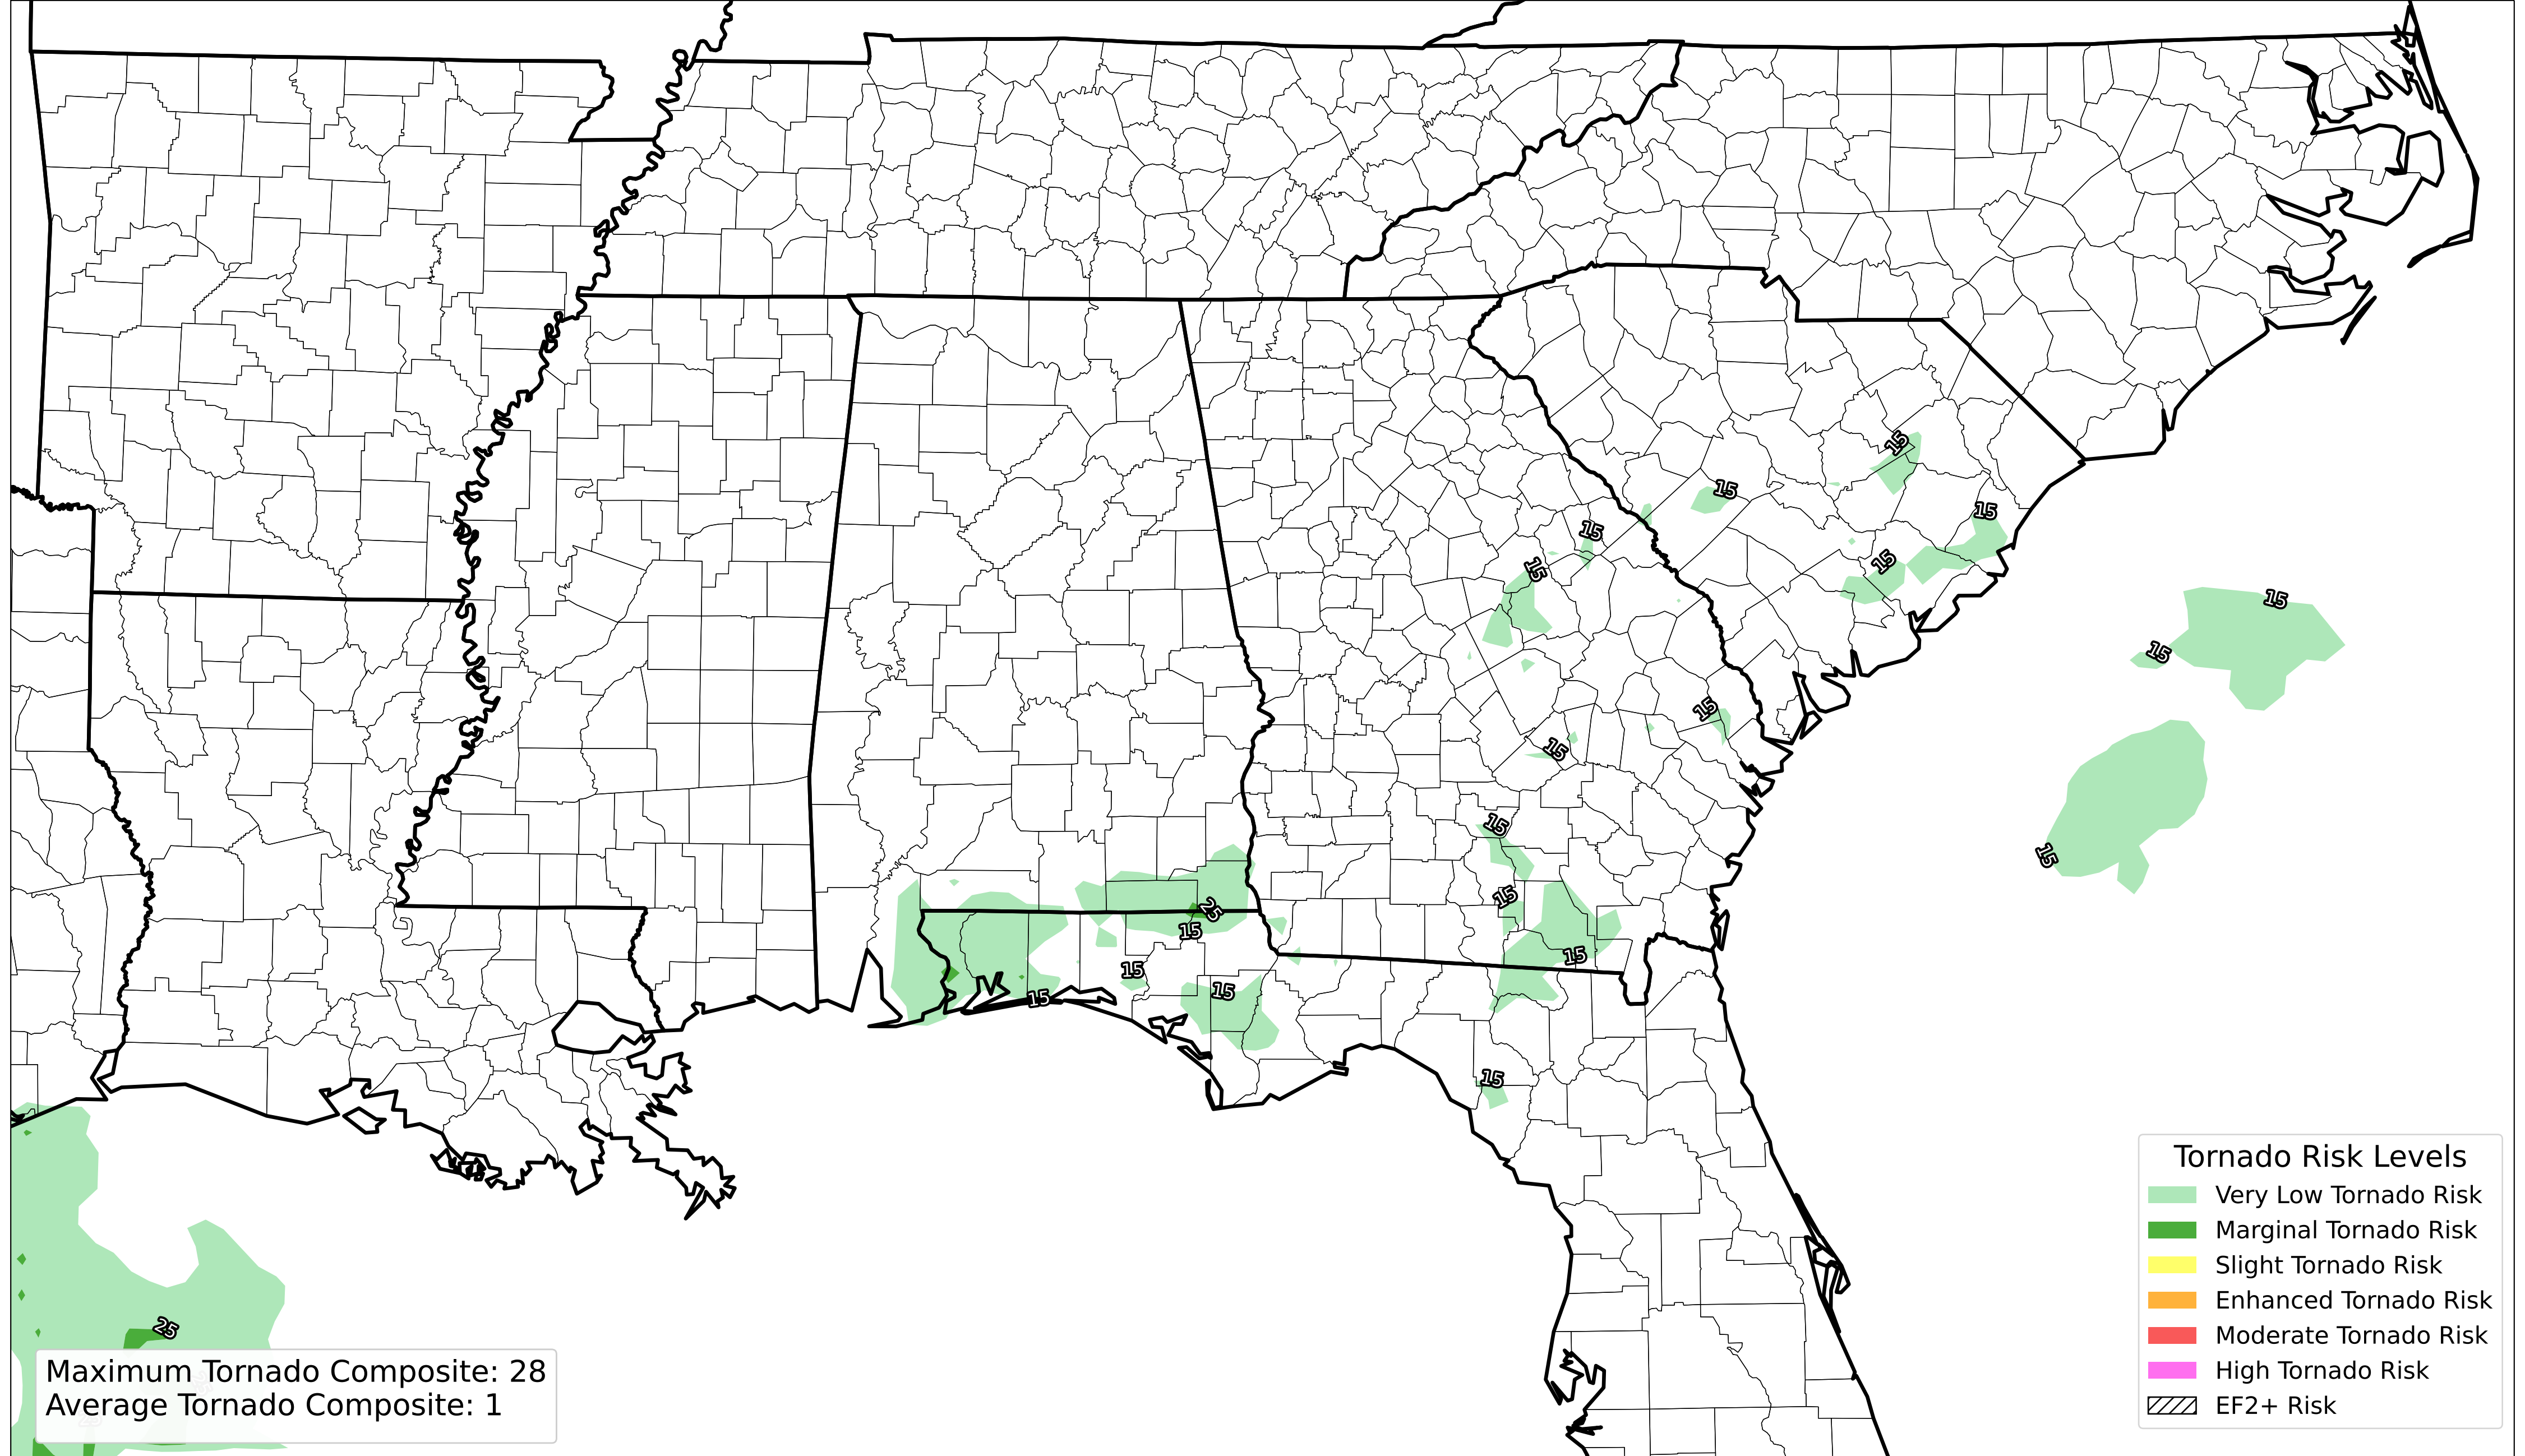 15
15
15
15
15
15
15
15
15
15
15
15
15
25
15
15
15
15
15
15
25
Maximum Tornado Composite: 28
Average Tornado Composite: 1
Tornado Risk Levels
Very Low Tornado Risk
Marginal Tornado Risk
Slight Tornado Risk
Enhanced Tornado Risk
Moderate Tornado Risk
High Tornado Risk
EF2+ Risk